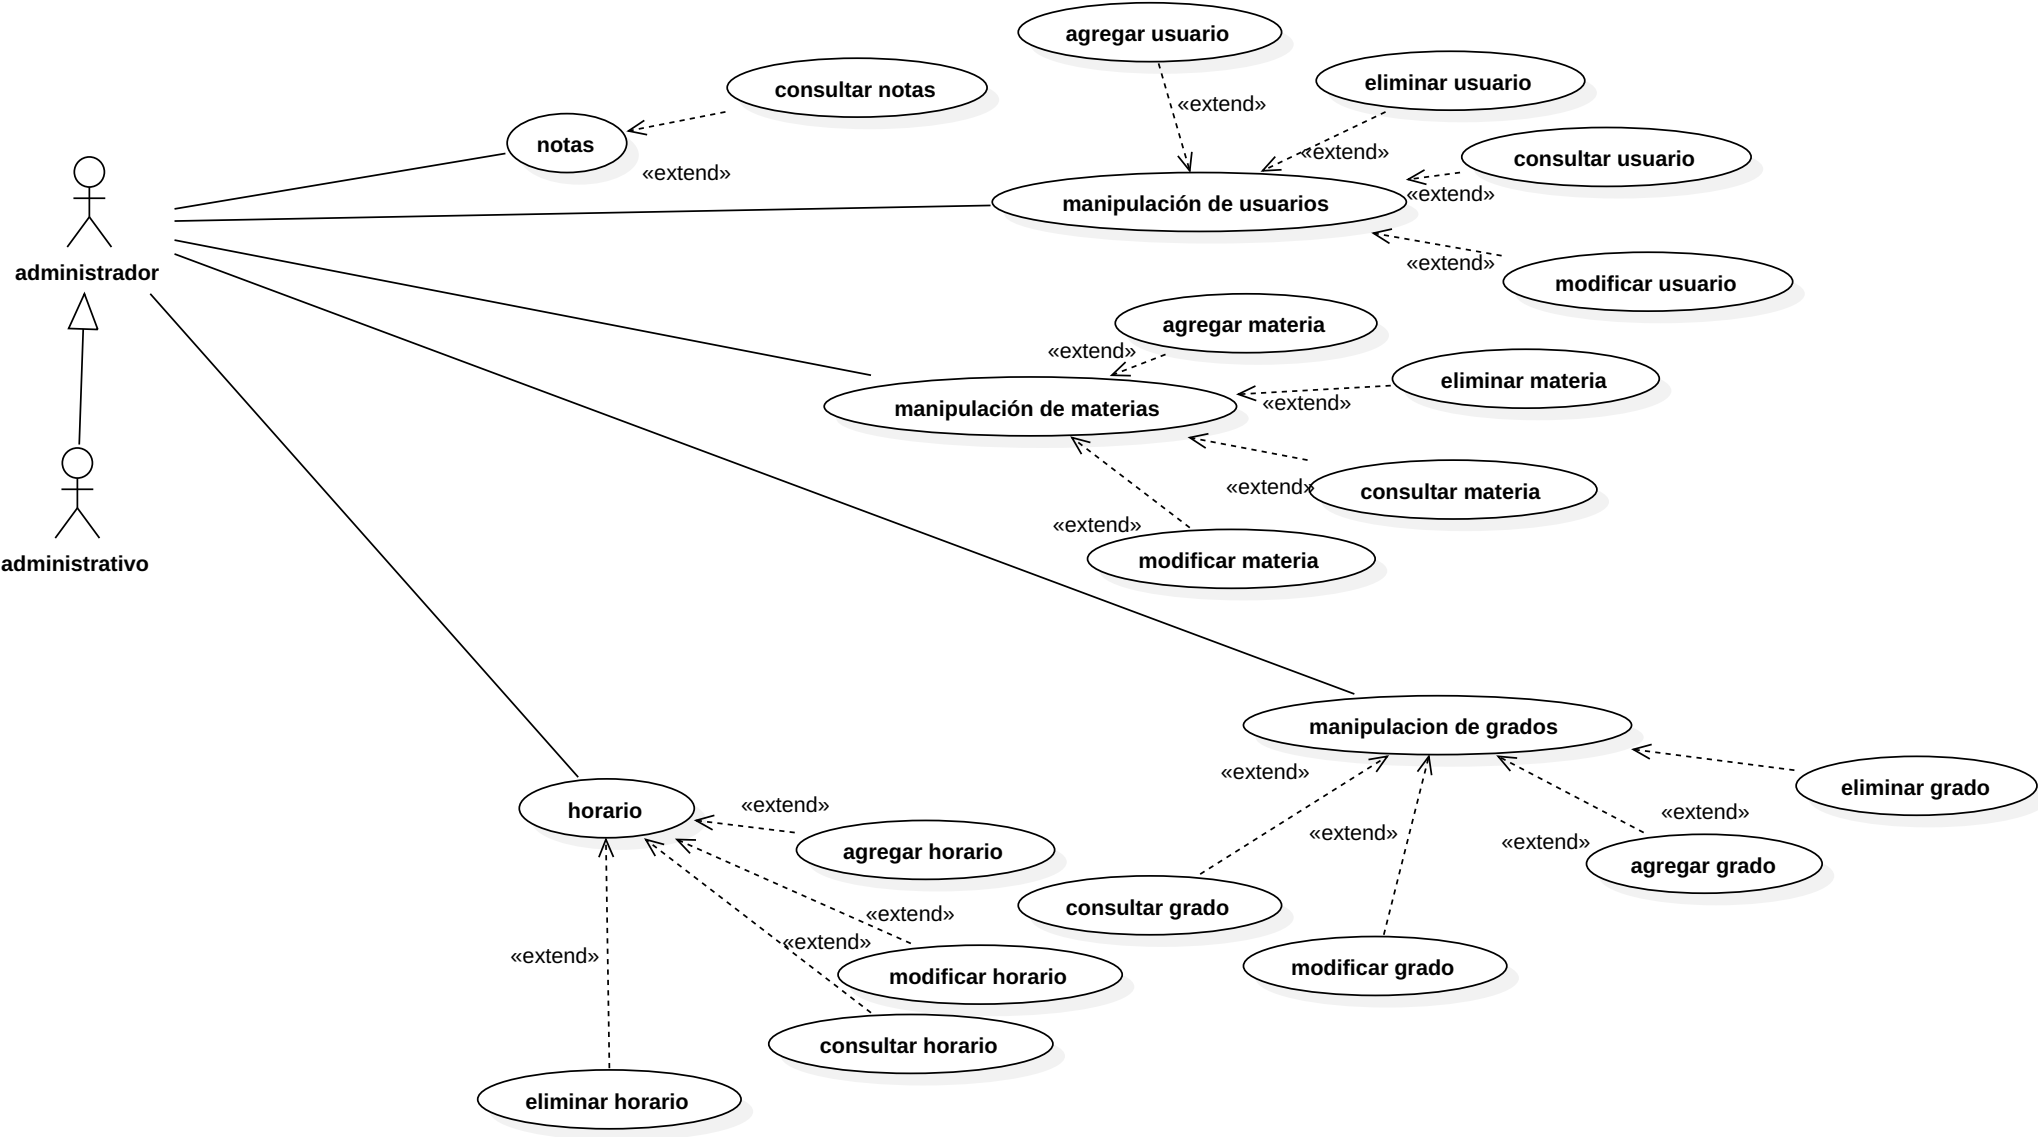 agregar usuario
eliminar usuario
consultar notas
«extend»
notas
«extend»
consultar usuario
«extend»
«extend»
manipulación de usuarios
administrador
«extend»
modificar usuario
agregar materia
«extend»
eliminar materia
«extend»
manipulación de materias
«extend»
consultar materia
«extend»
modificar materia
administrativo
manipulacion de grados
«extend»
eliminar grado
horario
«extend»
«extend»
«extend»
«extend»
agregar horario
agregar grado
consultar grado
«extend»
«extend»
«extend»
modificar horario
modificar grado
consultar horario
eliminar horario